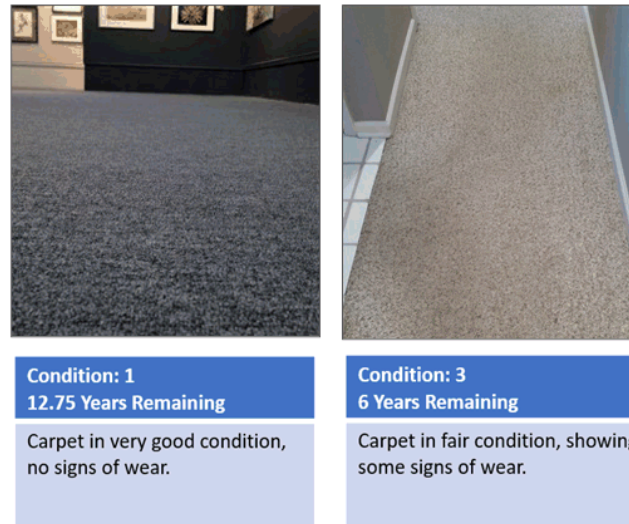 Condition: 1
12.75 Years Remaining
Carpet in very good condition,
no signs of wear.
Condition: 3
6 Years Remaining
Carpet in fair condition, showing
some signs of wear.